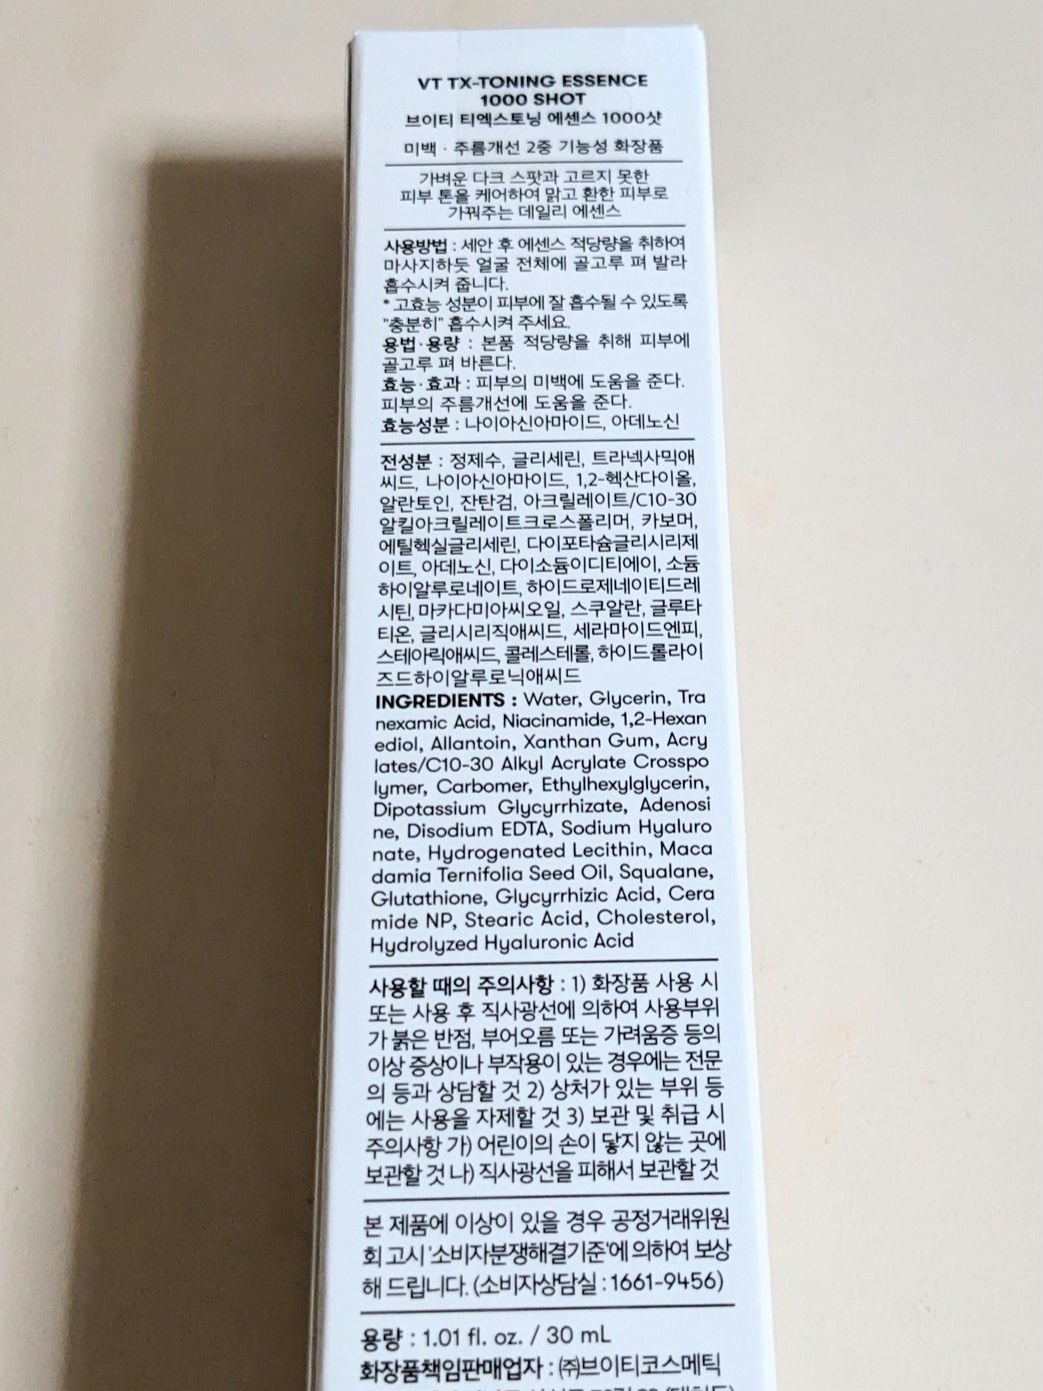 VT TX-TONING ESSENCE
1000 SHOT
브이티 티엑스토닝 에센스 1000샷
미백 · 주름개선 2중 기능성 화장품
가벼운 다크 스팟과 고르지 못한
피부 톤을 케어하여 맑고 환한 피부로
가꿔주는 데일리 에센스
사용방법 : 세안 후 에센스 적당량을 취하여
마사지하듯 얼굴 전체에 골고루 펴 발라
흡수시켜 줍니다.
* 고효능 성분이 피부에 잘 흡수될 수 있도록
"충분히" 흡수시켜 주세요.
용법·용량 : 본품 적당량을 취해 피부에
골고루 펴 바른다.
효능·효과 : 피부의 미백에 도움을 준다.
피부의 주름개선에 도움을 준다.
효능성분 : 나이아신아마이드, 아데노신
전성분 : 정제수, 글리세린, 트라넥사믹애
씨드, 나이아신아마이드, 1,2-헥산다이올,
알란토인, 잔탄검, 아크릴레이트/C10-30
알킬아크릴레이트크로스폴리머, 카보머,
에틸헥실글리세린, 다이포타슘글리시리제
이트, 아데노신, 다이소듐이디티에이, 소듐
하이알루로네이트, 하이드로제네이티드레
시틴, 마카다미아씨오일, 스쿠알란, 글루타
티온, 글리시리직애씨드, 세라마이드엔피,
스테아릭애씨드, 콜레스테롤, 하이드롤라이
즈드하이알루로닉애씨드
INGREDIENTS : Water, Glycerin, Tra
nexamic Acid, Niacinamide, 1,2-Hexan
ediol, Allantoin, Xanthan Gum, Acry
lates/C10-30 Alkyl Acrylate Crosspo
lymer, Carbomer, Ethylhexylglycerin,
Dipotassium Glycyrrhizate, Adenosi
ne, Disodium EDTA, Sodium Hyaluro
nate, Hydrogenated Lecithin, Maca
damia Ternifolia Seed Oil, Squalane,
Glutathione, Glycyrrhizic Acid, Cera
mide NP, Stearic Acid, Cholesterol,
Hydrolyzed Hyaluronic Acid
사용할 때의 주의사항 : 1) 화장품 사용 시
또는 사용 후 직사광선에 의하여 사용부위
가 붉은 반점, 부어오름 또는 가려움증 등의
이상 증상이나 부작용이 있는 경우에는 전문
의 등과 상담할 것 2) 상처가 있는 부위 등
에는 사용을 자제할 것 3) 보관 및 취급 시
주의사항 가) 어린이의 손이 닿지 않는 곳에
보관할 것 나) 직사광선을 피해서 보관할 것
본 제품에 이상이 있을 경우 공정거래위원
회 고시 '소비자분쟁해결기준'에 의하여 보상
해 드립니다. (소비자상담실 : 1661-9456)
용량 : 1.01 fl. oz. / 30 mL
화장품책임판매업자 : ㈜브이티코스메틱